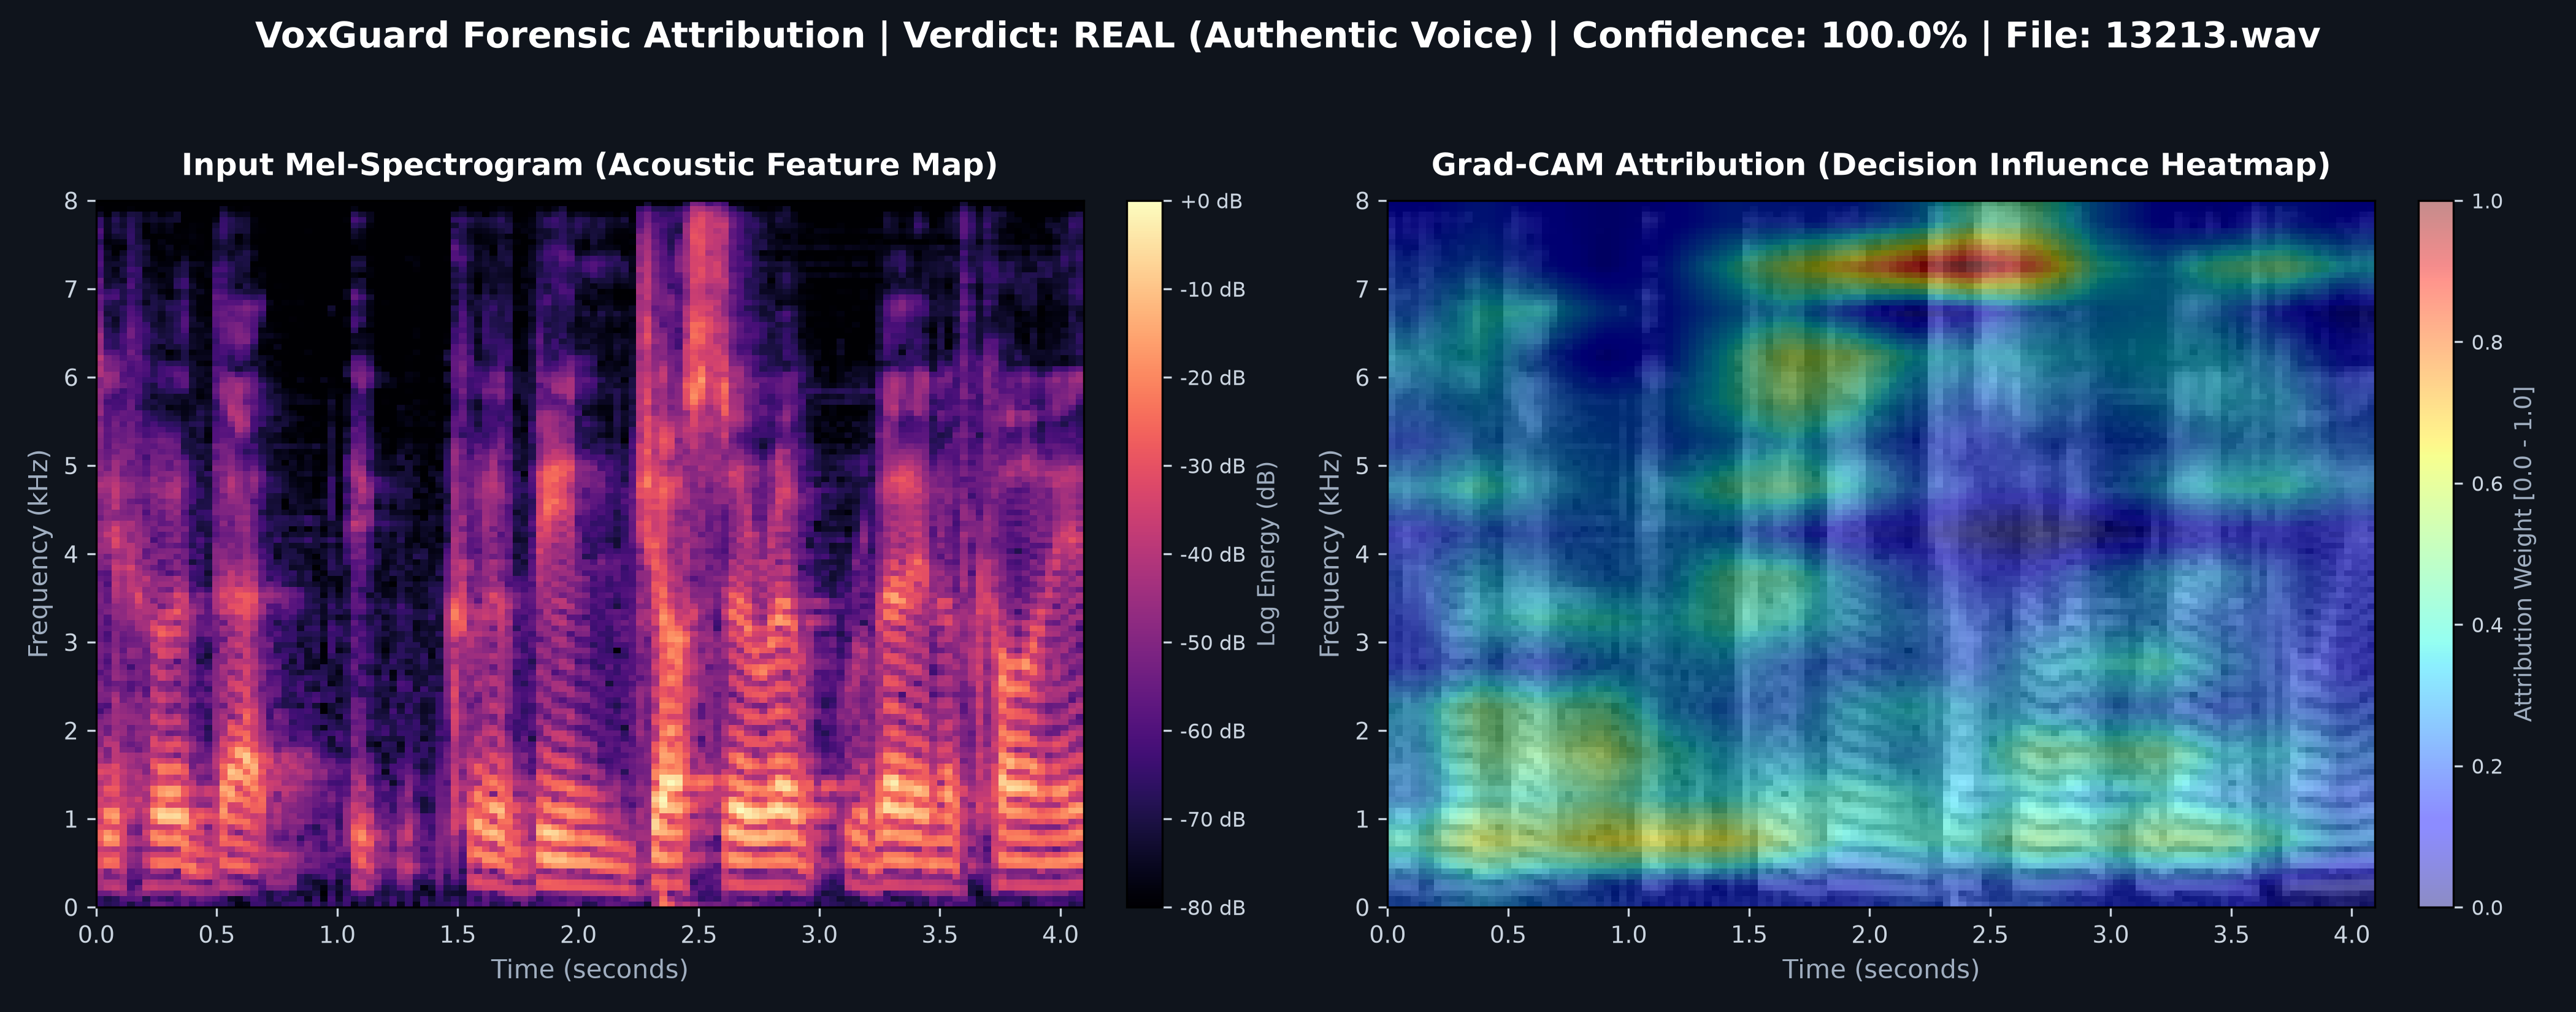 VoxGuard Forensic Attribution | Verdict: REAL (Authentic Voice) | Confidence: 100.0% | File: 13213.wav
Input Mel-Spectrogram (Acoustic Feature Map)
8
7
6
5
4
3
2
1
0
Frequency (kHz)
0.0 0.5 1.0 1.5 2.0 2.5 3.0 3.5 4.0
Time (seconds)
+0 dB
-10 dB
-20 dB
-30 dB
-40 dB
-50 dB
-60 dB
-70 dB
-80 dB
Log Energy (dB)
Grad-CAM Attribution (Decision Influence Heatmap)
8
7
6
5
4
3
2
1
0
Frequency (kHz)
0.0 0.5 1.0 1.5 2.0 2.5 3.0 3.5 4.0
Time (seconds)
1.0
0.8
0.6
0.4
0.2
0.0
Attribution Weight [0.0 - 1.0]